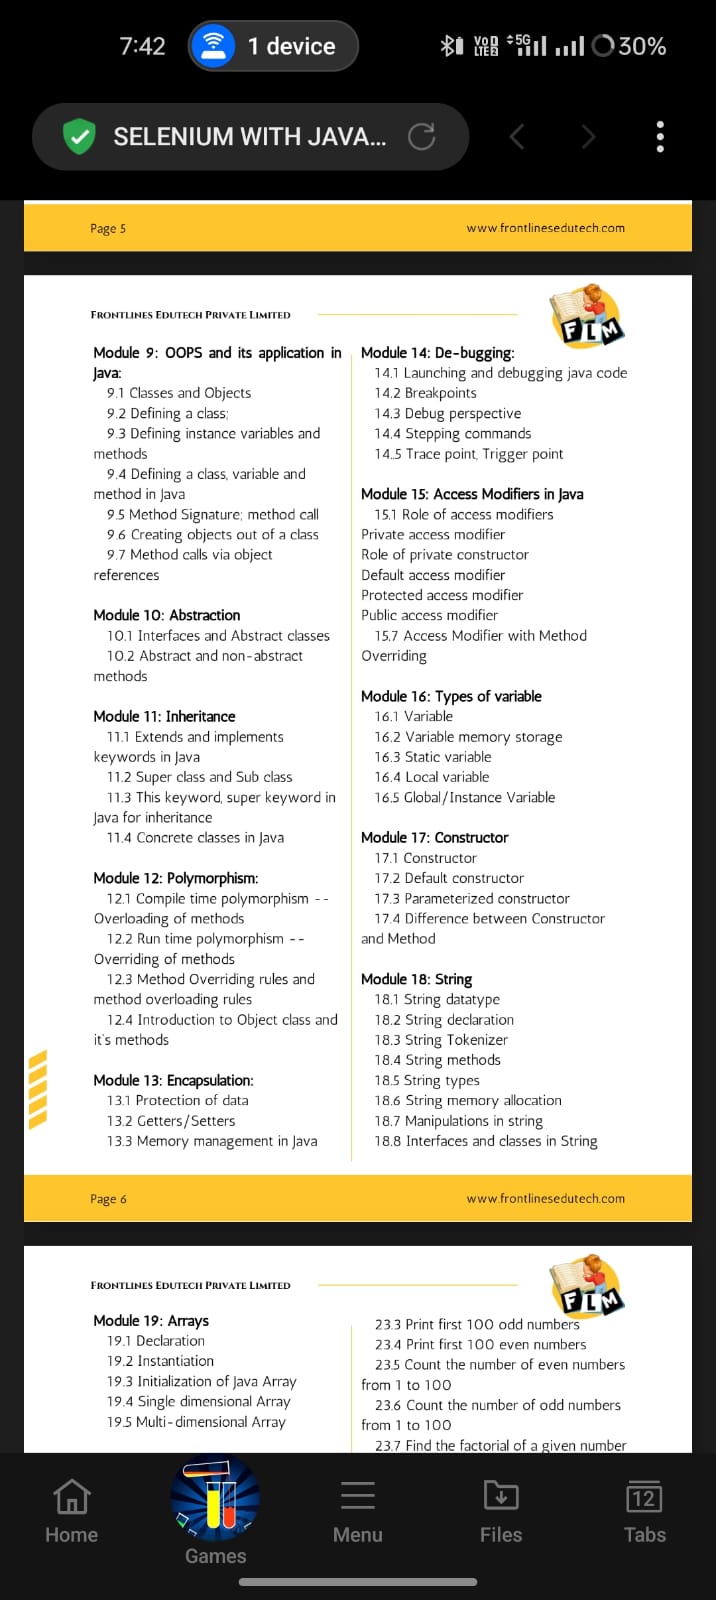 7:42
1 device
VoD
LTE2
5G
30%
SELENIUM WITH JAVA...
Page 5
www.frontlinesedutech.com
FRONTLINES EDUTECH PRIVATE LIMITED
FLM
Module 9: OOPS and its application in
Java:
9.1 Classes and Objects
9.2 Defining a class;
9.3 Defining instance variables and
methods
9.4 Defining a class, variable and
method in Java
9.5 Method Signature; method call
9.6 Creating objects out of a class
9.7 Method calls via object
references
Module 10: Abstraction
10.1 Interfaces and Abstract classes
10.2 Abstract and non-abstract
methods
Module 11: Inheritance
11.1 Extends and implements
keywords in Java
11.2 Super class and Sub class
11.3 This keyword, super keyword in
Java for inheritance
11.4 Concrete classes in Java
Module 12: Polymorphism:
12.1 Compile time polymorphism --
Overloading of methods
12.2 Run time polymorphism --
Overriding of methods
12.3 Method Overriding rules and
method overloading rules
12.4 Introduction to Object class and
it's methods
Module 13: Encapsulation:
13.1 Protection of data
13.2 Getters/Setters
13.3 Memory management in Java
Module 14: De-bugging:
14.1 Launching and debugging java code
14.2 Breakpoints
14.3 Debug perspective
14.4 Stepping commands
14.5 Trace point, Trigger point
Module 15: Access Modifiers in Java
15.1 Role of access modifiers
Private access modifier
Role of private constructor
Default access modifier
Protected access modifier
Public access modifier
15.7 Access Modifier with Method
Overriding
Module 16: Types of variable
16.1 Variable
16.2 Variable memory storage
16.3 Static variable
16.4 Local variable
16.5 Global/Instance Variable
Module 17: Constructor
17.1 Constructor
17.2 Default constructor
17.3 Parameterized constructor
17.4 Difference between Constructor
and Method
Module 18: String
18.1 String datatype
18.2 String declaration
18.3 String Tokenizer
18.4 String methods
18.5 String types
18.6 String memory allocation
18.7 Manipulations in string
18.8 Interfaces and classes in String
Page 6
www.frontlinesedutech.com
FRONTLINES EDUTECH PRIVATE LIMITED
FLM
Module 19: Arrays
19.1 Declaration
19.2 Instantiation
19.3 Initialization of Java Array
19.4 Single dimensional Array
19.5 Multi-dimensional Array
23.3 Print first 100 odd numbers
23.4 Print first 100 even numbers
23.5 Count the number of even numbers
from 1 to 100
23.6 Count the number of odd numbers
from 1 to 100
23.7 Find the factorial of a given number
Home
Games
Menu
Files
12
Tabs